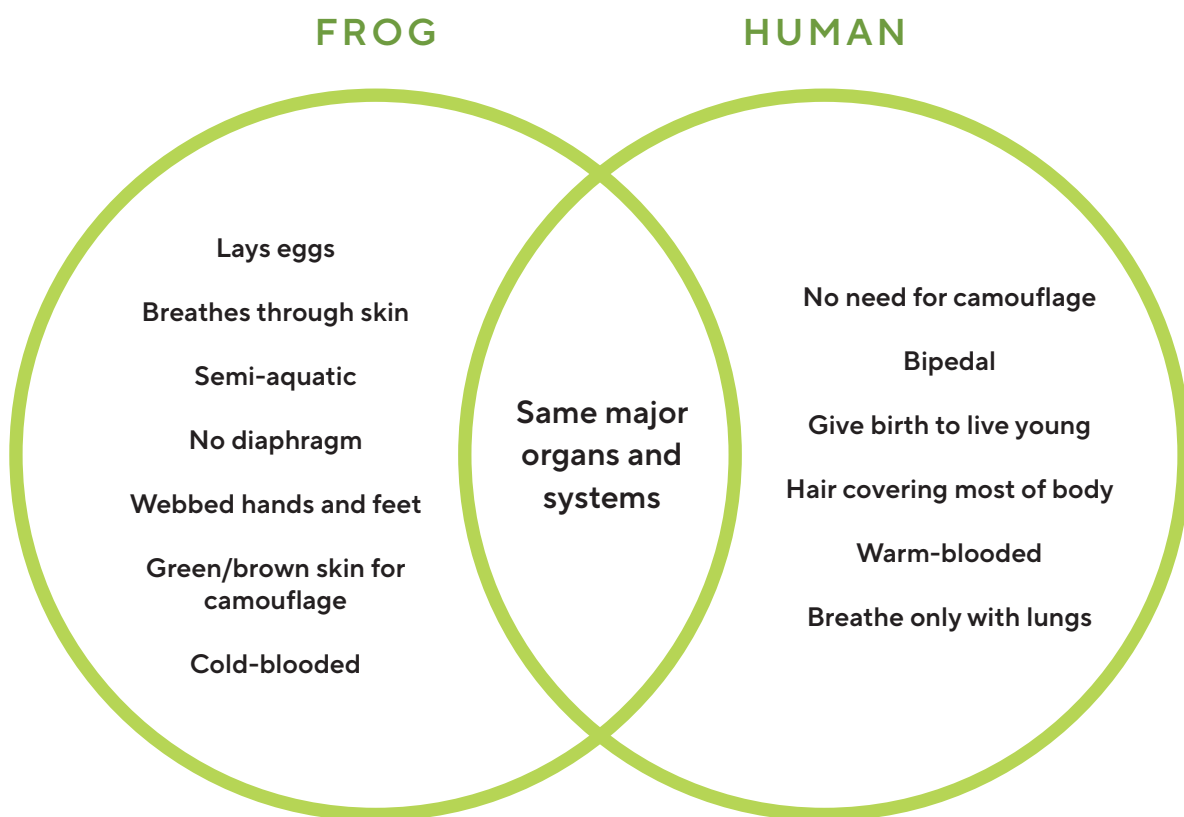 FROG
HUMAN
Lays eggs
Breathes through skin
Semi-aquatic
No diaphragm
Webbed hands and feet
Green/brown skin for
camouflage
Cold-blooded
Same major
organs and
systems
No need for camouflage
Bipedal
Give birth to live young
Hair covering most of body
Warm-blooded
Breathe only with lungs